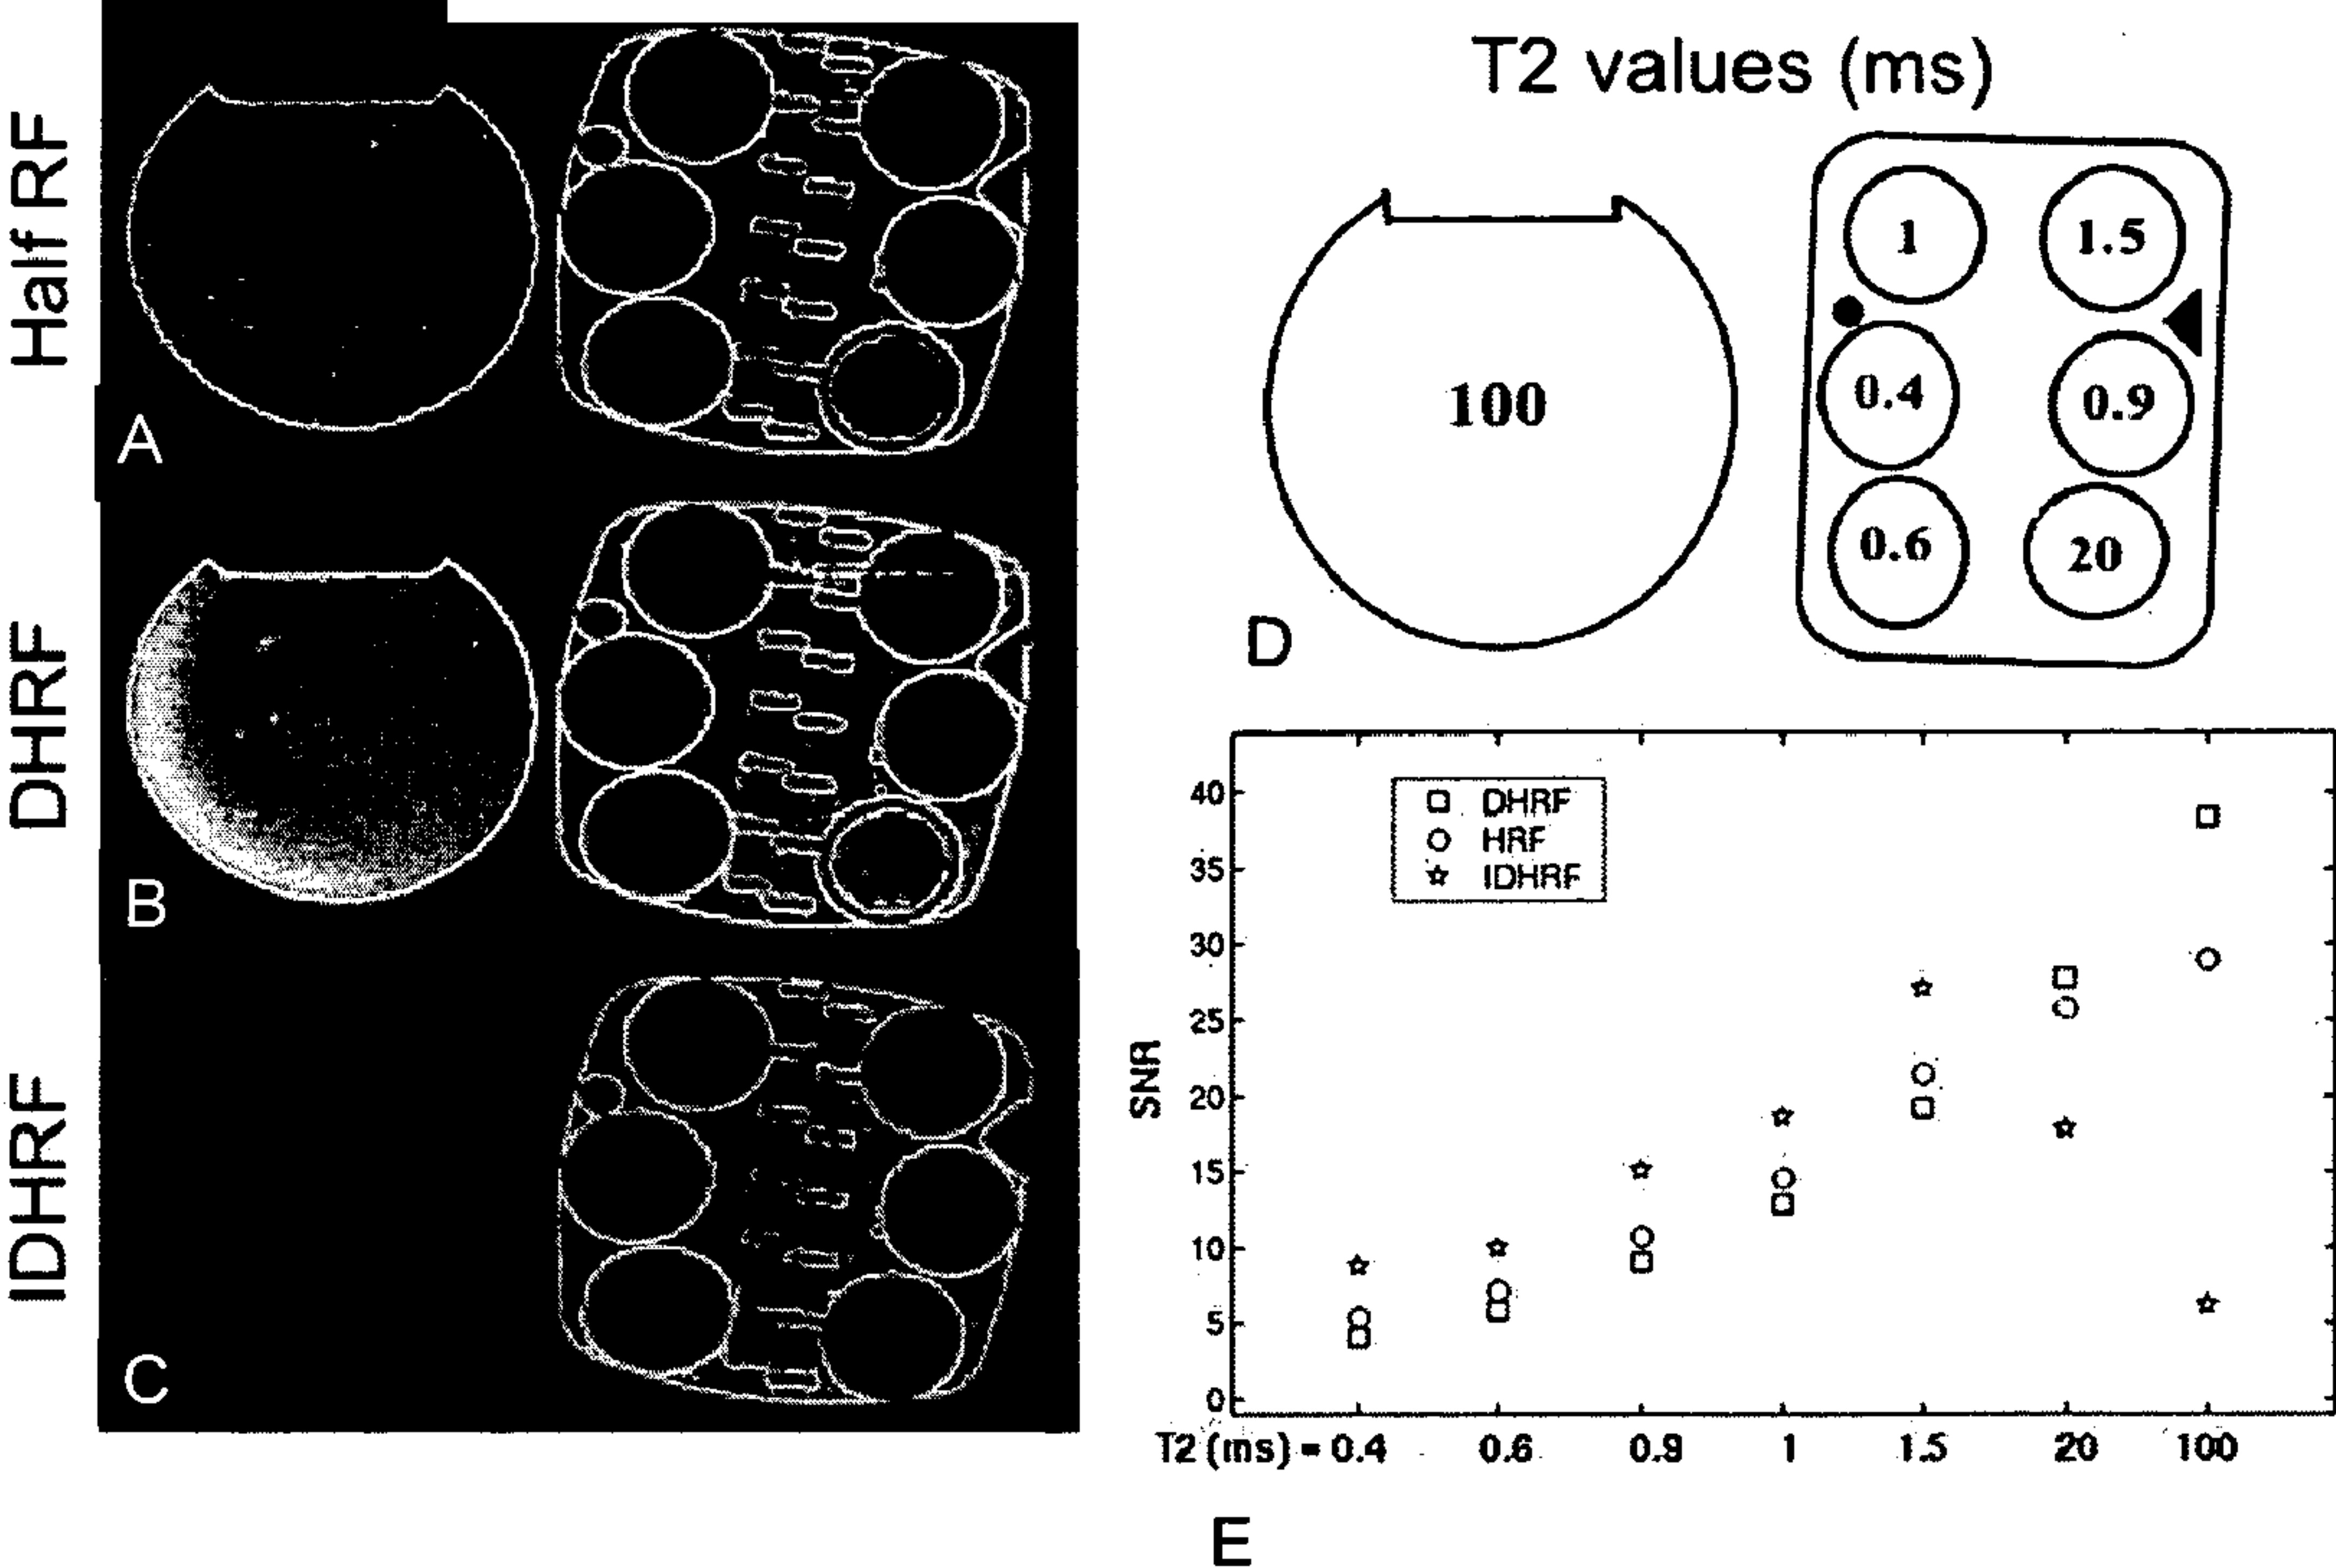 Half RF
A
DHRF
B
IDHRF
C
T2 values (ms)
1
1.5
100
0.4
0.9
0.6
20
D
DHRF
HRF
IDHRF
SNR
40
35
30
25
20
15
10
5
0
T2 (ms) = 0.4 0.6 0.9 1 1.5 20 100
E